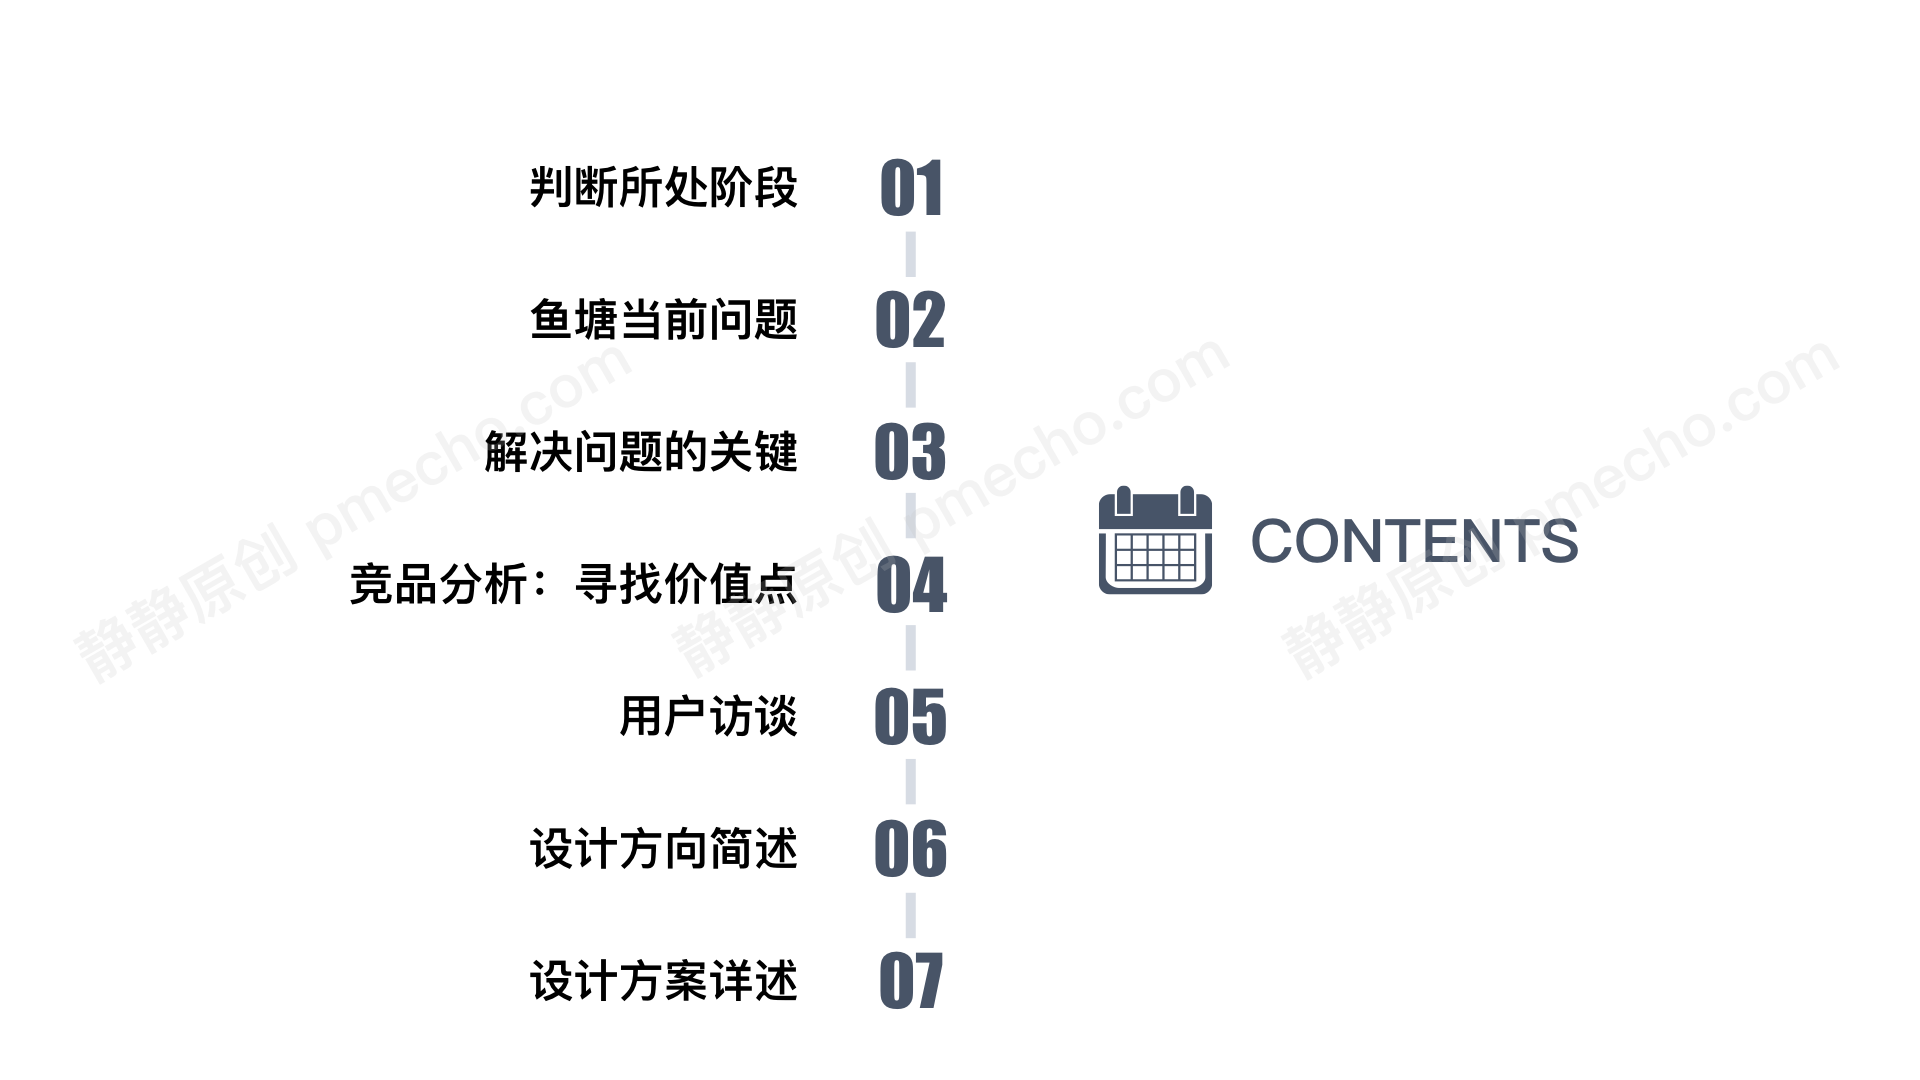 判断所处阶段 01
鱼塘当前问题 02
解决问题的关键 03
竞品分析：寻找价值点 04
用户访谈 05
设计方向简述 06
设计方案详述 07
CONTENTS
静静原创 pmecho.com
静静原创 pmecho.com
静静原创 pmecho.com